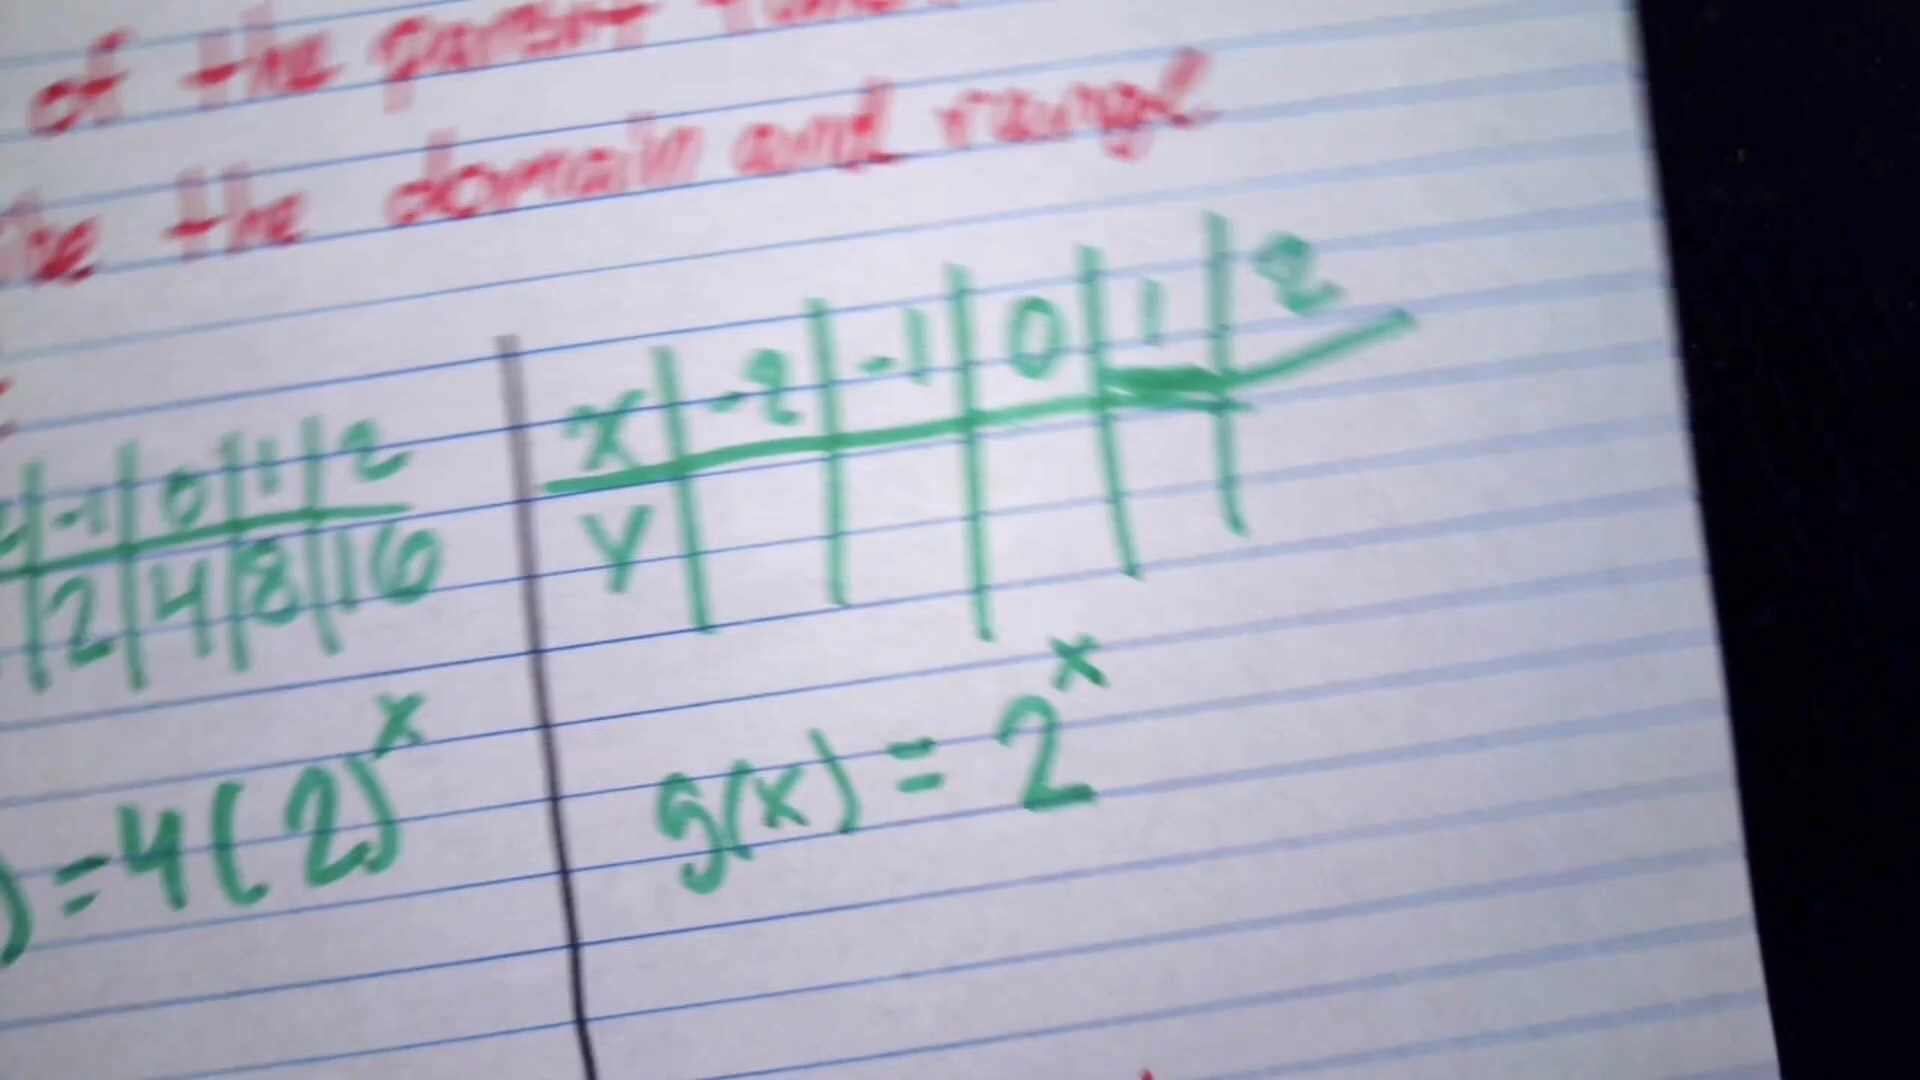 of the parent
the domain and range
-1 0 1 2
2 4 8 16
) = 4(2)^x
x -2 -1 0 1 2
y
g(x) = 2^x